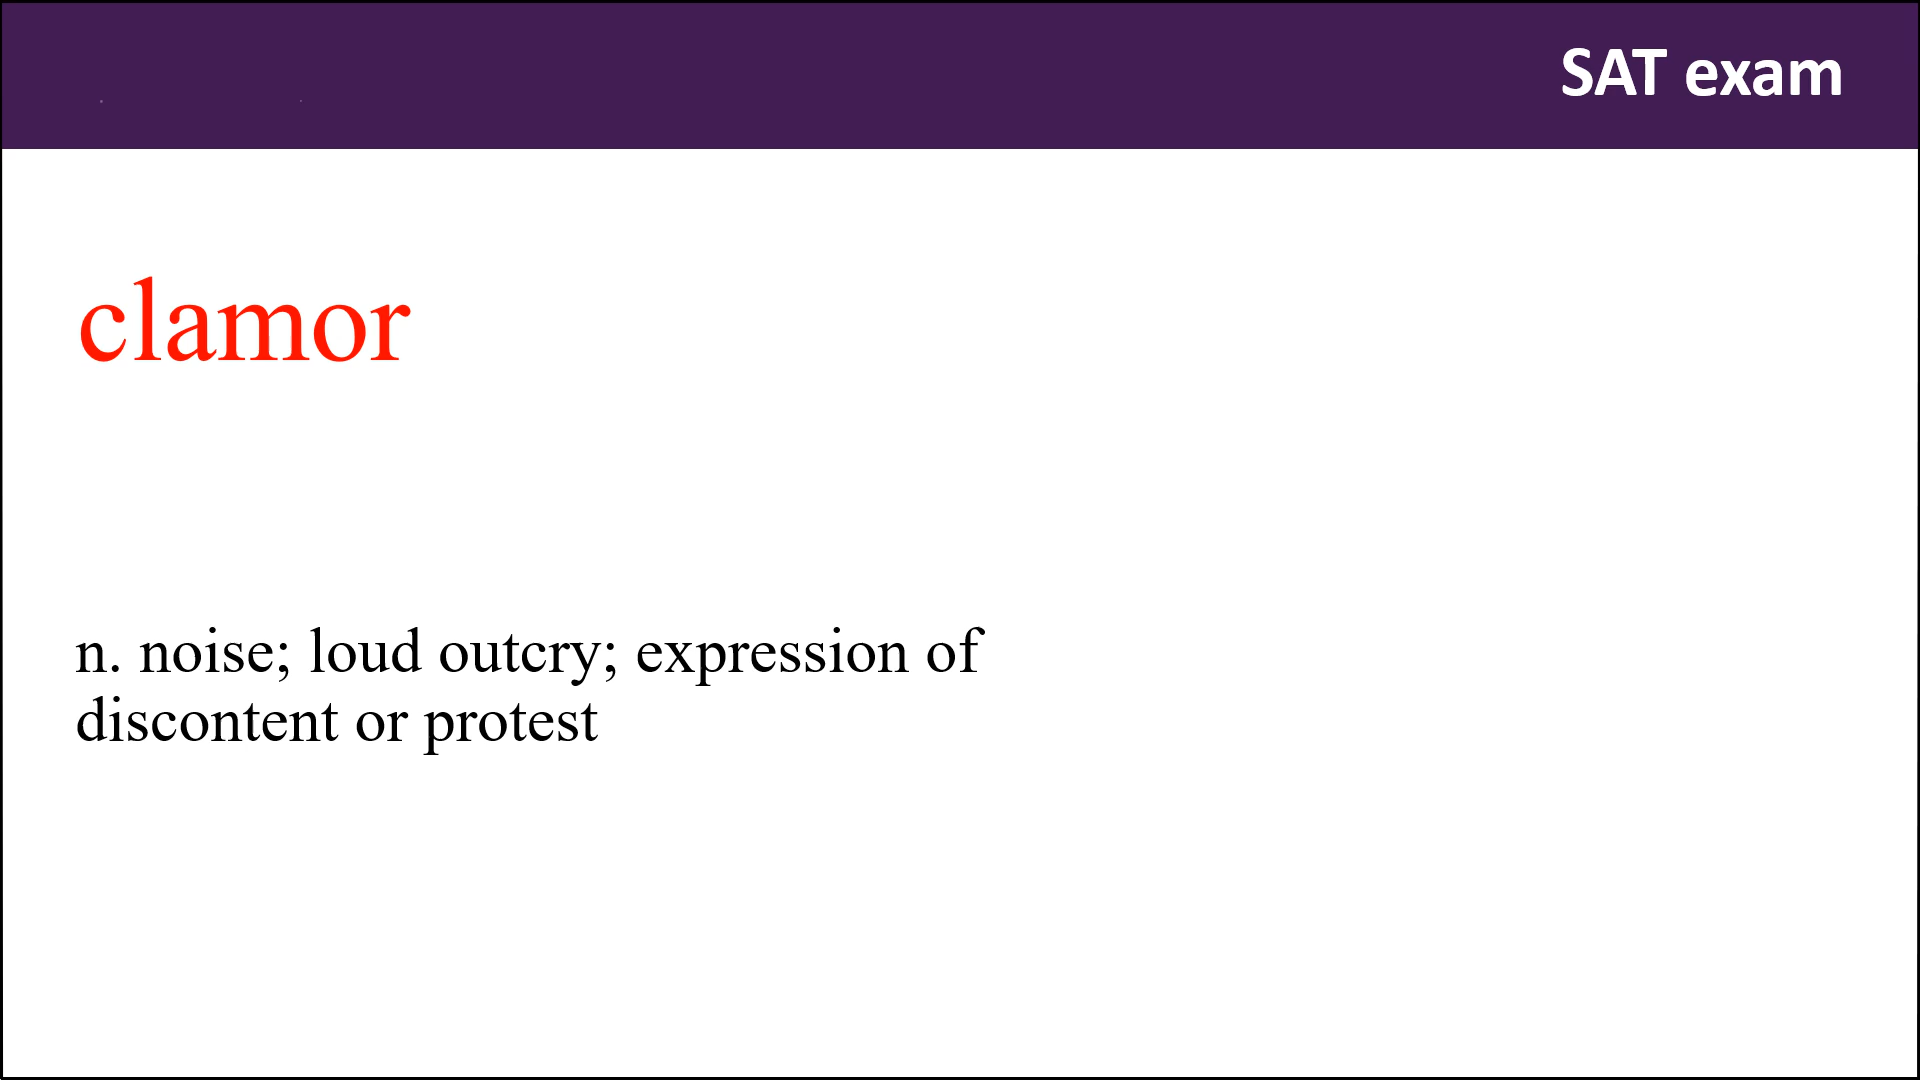 SAT exam
clamor
n. noise; loud outcry; expression of
discontent or protest